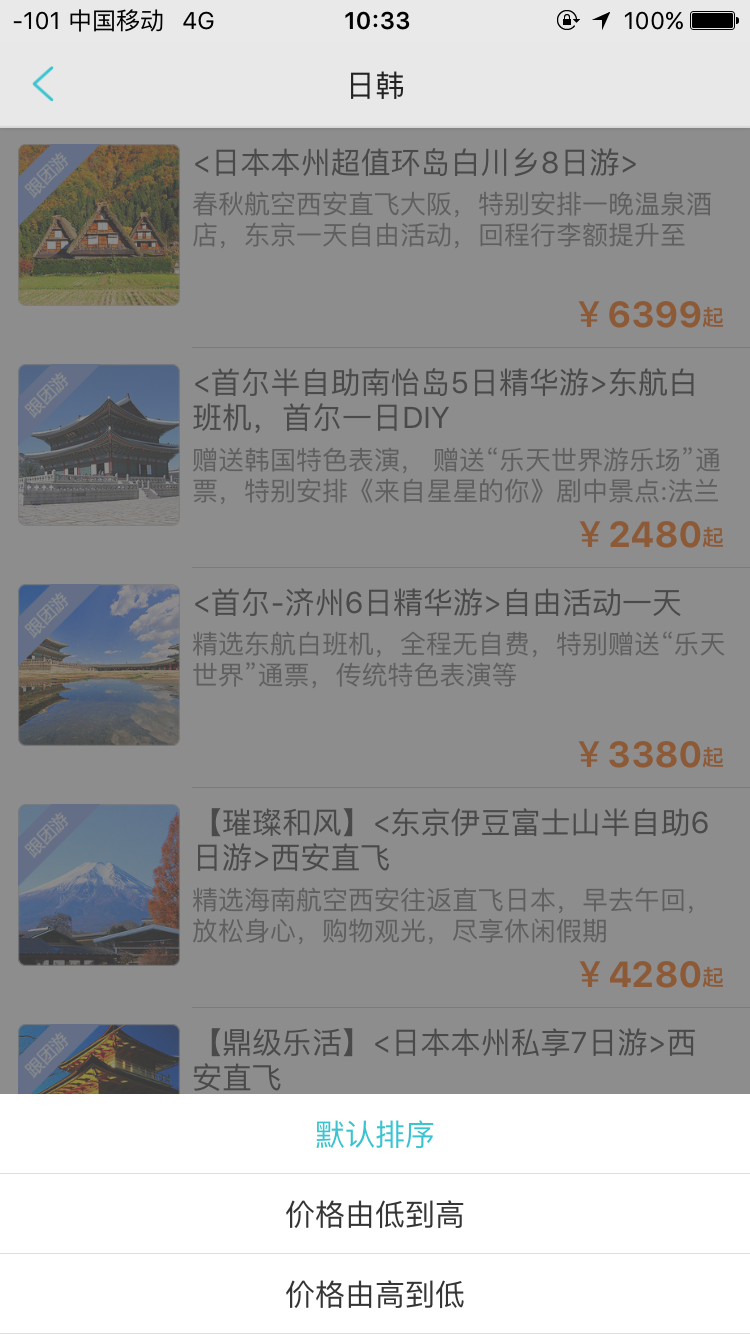 -101 中国移动 4G 10:33 100%
日韩
跟团游
<日本本州超值环岛白川乡8日游>
春秋航空西安直飞大阪，特别安排一晚温泉酒
店，东京一天自由活动，回程行李额提升至
¥ 6399起
跟团游
<首尔半自助南怡岛5日精华游>东航白
班机，首尔一日DIY
赠送韩国特色表演， 赠送“乐天世界游乐场”通
票，特别安排《来自星星的你》剧中景点:法兰
¥ 2480起
跟团游
<首尔-济州6日精华游>自由活动一天
精选东航白班机，全程无自费，特别赠送“乐天
世界”通票，传统特色表演等
¥ 3380起
跟团游
【璀璨和风】<东京伊豆富士山半自助6
日游>西安直飞
精选海南航空西安往返直飞日本，早去午回，
放松身心，购物观光，尽享休闲假期
¥ 4280起
跟团游
【鼎级乐活】<日本本州私享7日游>西
安直飞
默认排序
价格由低到高
价格由高到低